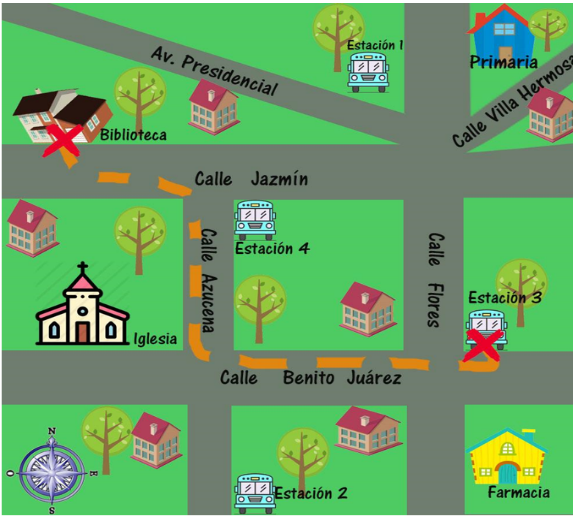 Estación 1
Av. Presidencial
Primaria
Calle Villa Hermosa
Biblioteca
Calle Jazmín
Estación 4
Calle Azucena
Calle Flores
Estación 3
Iglesia
Calle Benito Juárez
N
O
E
S
Estación 2
Farmacia